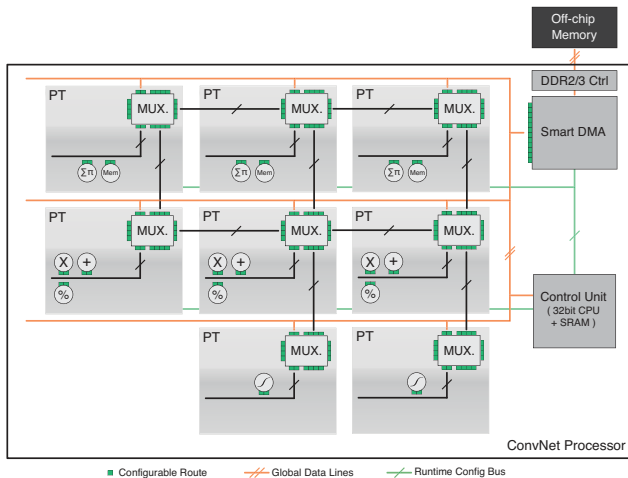 Off-chip
Memory
DDR2/3 Ctrl
Smart DMA
PT
MUX.
PT
MUX.
PT
MUX.
Σπ
Mem
Σπ
Mem
Σπ
Mem
PT
MUX.
PT
MUX.
PT
MUX.
X
+
%
X
+
%
X
+
%
Control Unit
( 32bit CPU
+ SRAM )
PT
MUX.
PT
MUX.
ConvNet Processor
Configurable Route
Global Data Lines
Runtime Config Bus